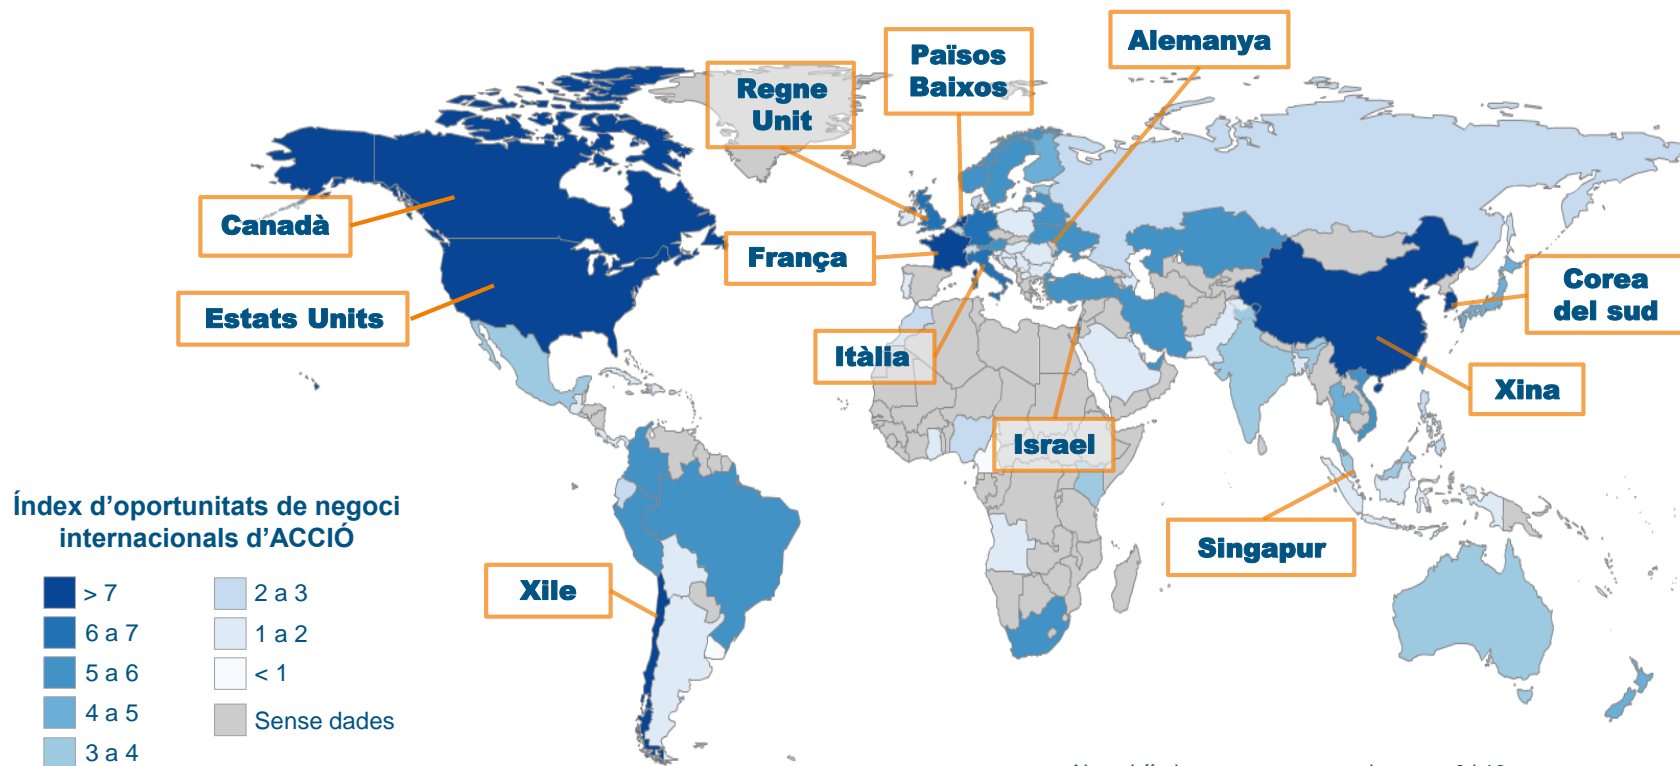 Alemanya
Països
Baixos
Regne
Unit
Canadà
França
Estats Units
Corea
del sud
Itàlia
Xina
Israel
Singapur
Xile
Índex d’oportunitats de negoci
internacionals d’ACCIÓ
> 7
6 a 7
5 a 6
4 a 5
3 a 4
2 a 3
1 a 2
< 1
Sense dades